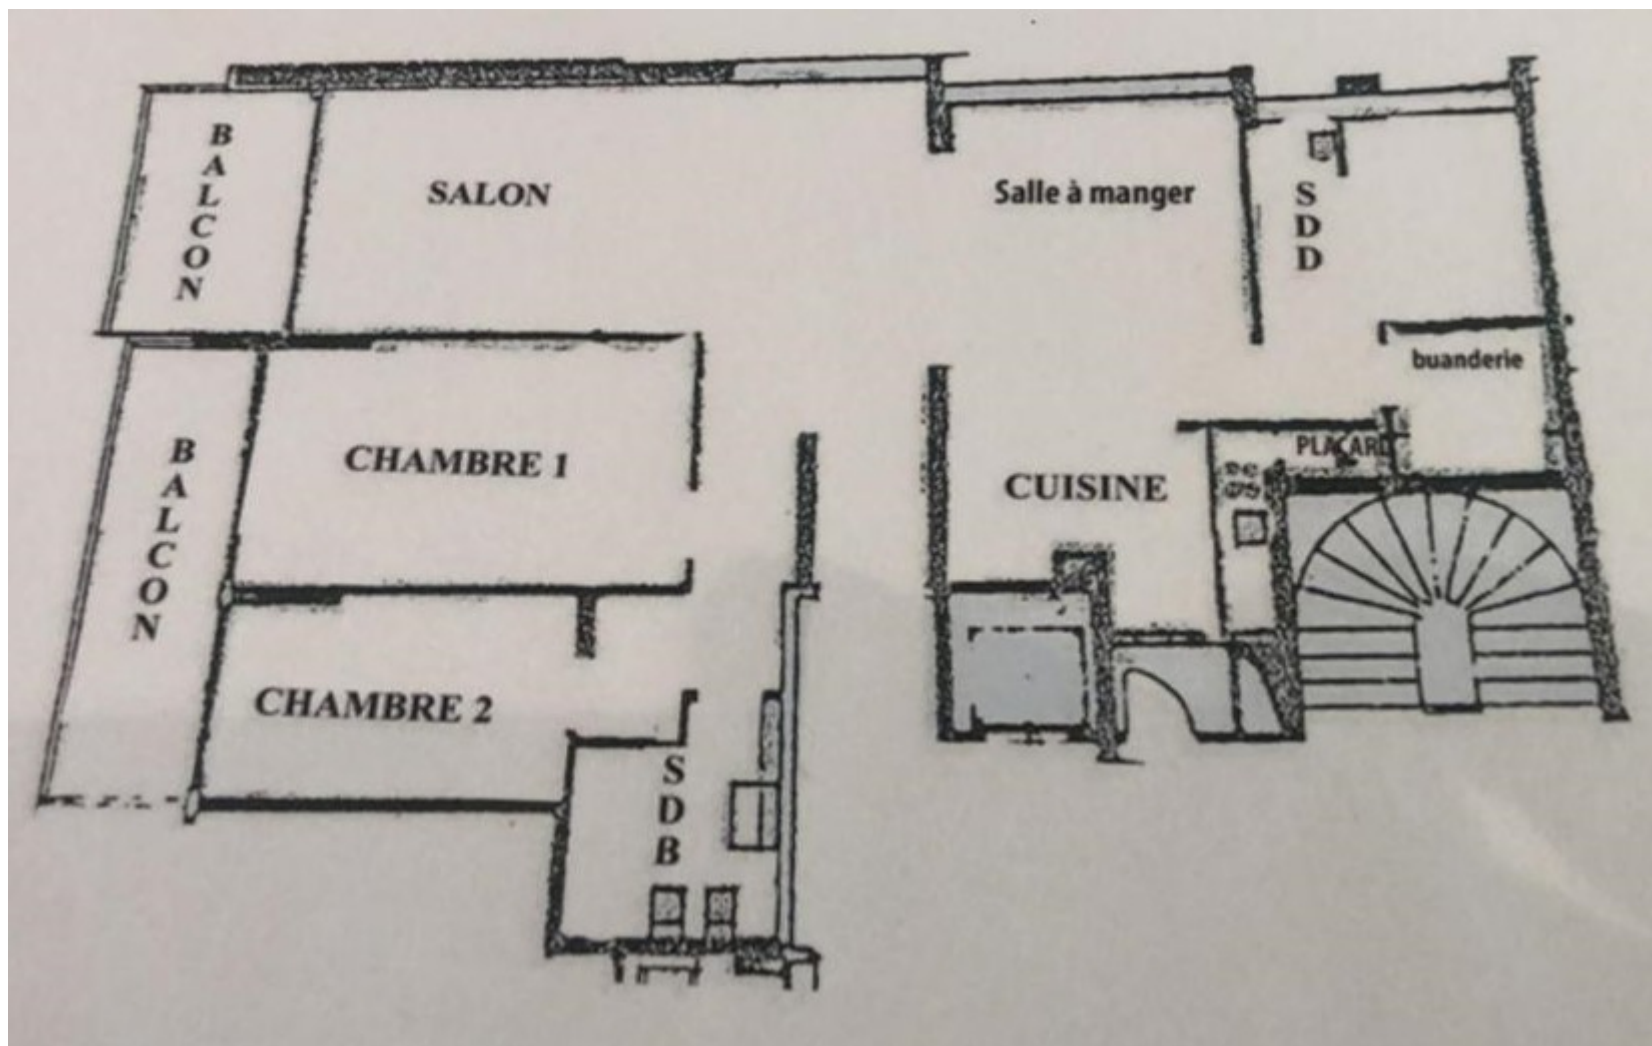 BALCON
SALON
Salle à manger
SDD
buanderie
BALCON
CHAMBRE 1
CUISINE
PLACARD
CHAMBRE 2
SDB